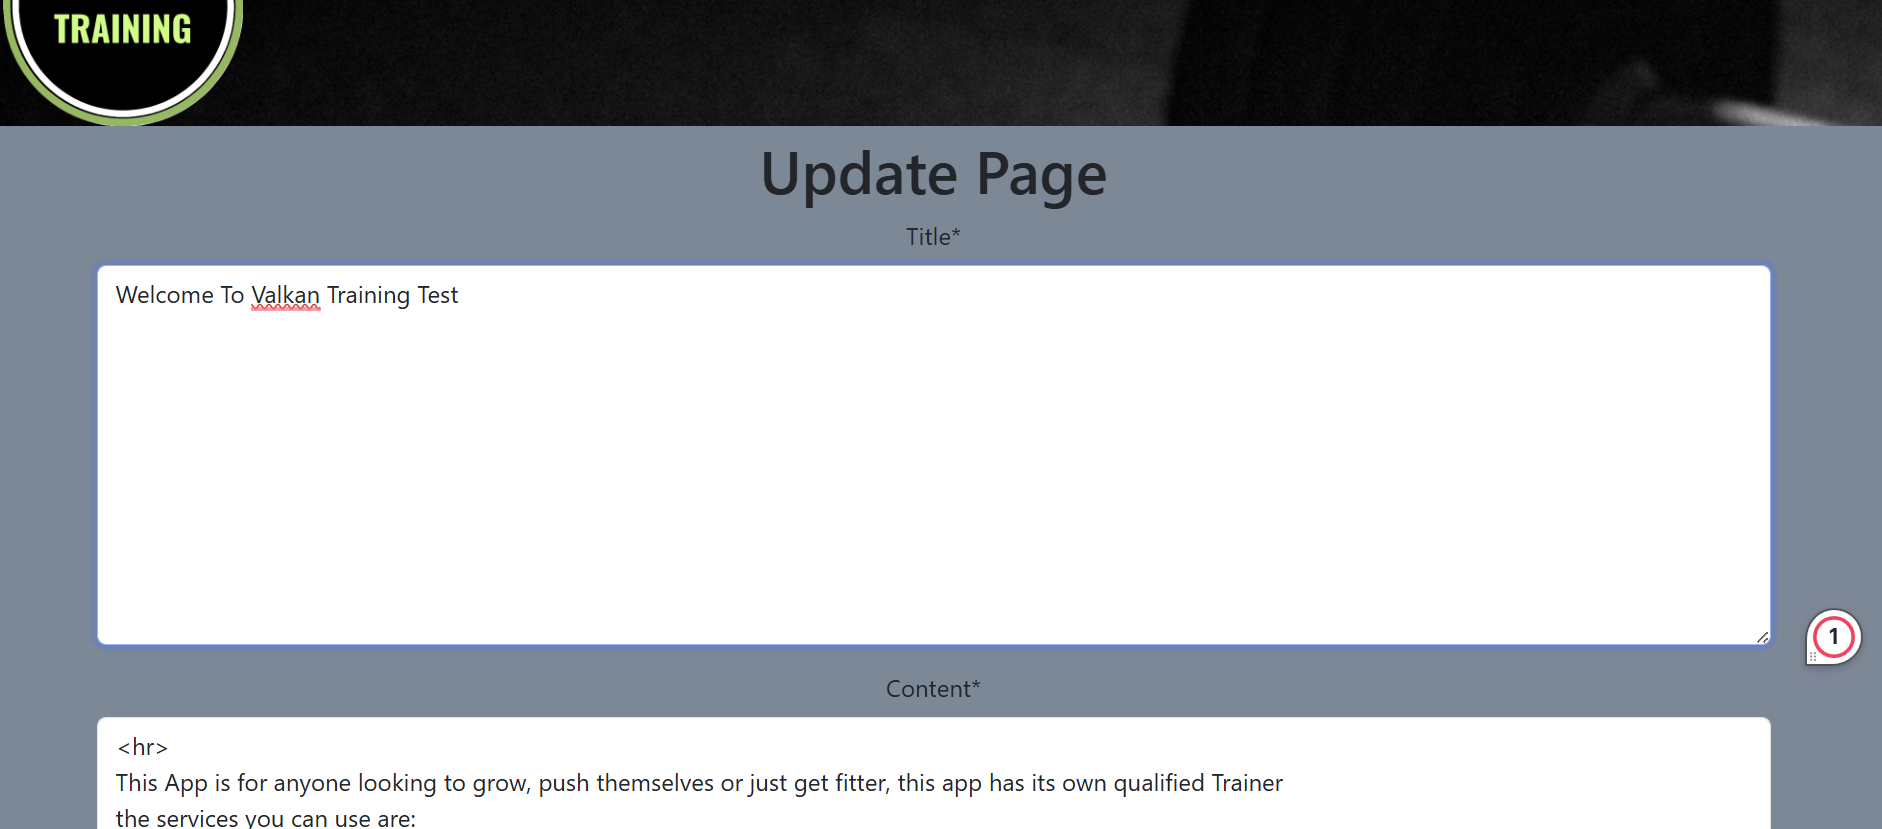 TRAINING
Update Page
Title*
Welcome To Valkan Training Test
1
Content*
<hr>
This App is for anyone looking to grow, push themselves or just get fitter, this app has its own qualified Trainer
the services you can use are: